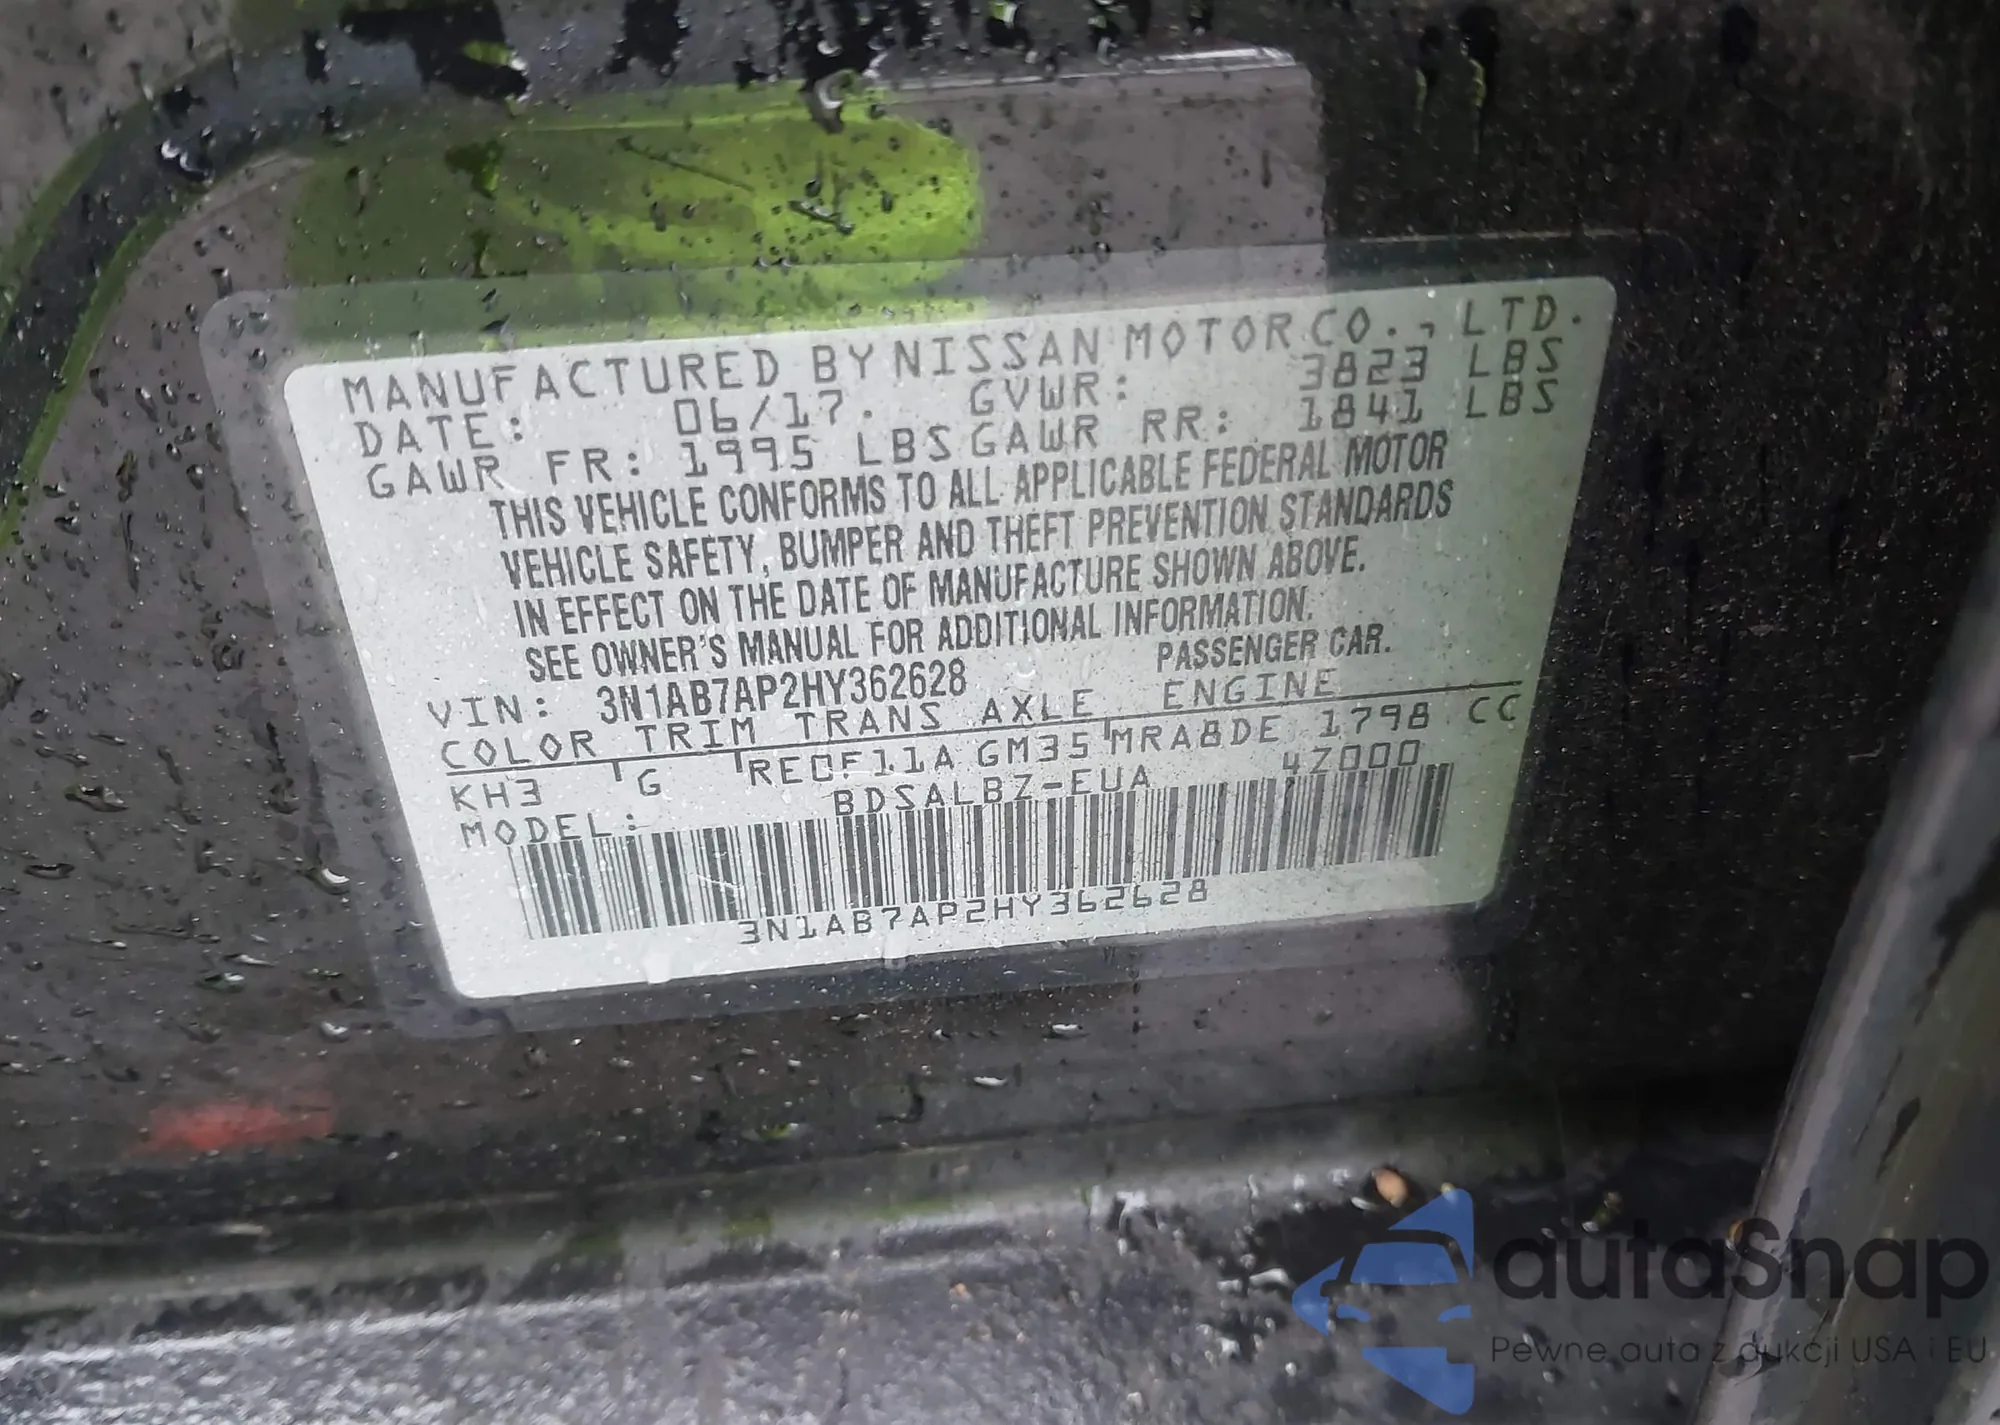 MANUFACTURED BY NISSAN MOTOR CO., LTD.
DATE: 06/17. GVWR: 3823 LBS
GAWR FR: 1995 LBS GAWR RR: 1841 LBS
THIS VEHICLE CONFORMS TO ALL APPLICABLE FEDERAL MOTOR
VEHICLE SAFETY, BUMPER AND THEFT PREVENTION STANDARDS
IN EFFECT ON THE DATE OF MANUFACTURE SHOWN ABOVE.
SEE OWNER'S MANUAL FOR ADDITIONAL INFORMATION.
VIN: 3N1AB7AP2HY362628 PASSENGER CAR.
COLOR TRIM TRANS AXLE ENGINE
KH3 G RE0F11A GM35 MRA8DE 1798 CC
MODEL: BDSALBZ-EUA 47000
3N1AB7AP2HY362628
autaSnap
Pewne auta z aukcji USA i EU